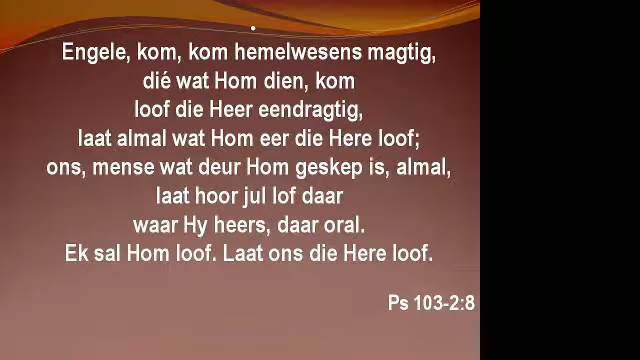 Engele, kom, kom hemelwesens magtig,
dié wat Hom dien, kom
loof die Heer eendragtig,
laat almal wat Hom eer die Here loof;
ons, mense wat deur Hom geskep is, almal,
laat hoor jul lof daar
waar Hy heers, daar oral.
Ek sal Hom loof. Laat ons die Here loof.
Ps 103-2:8